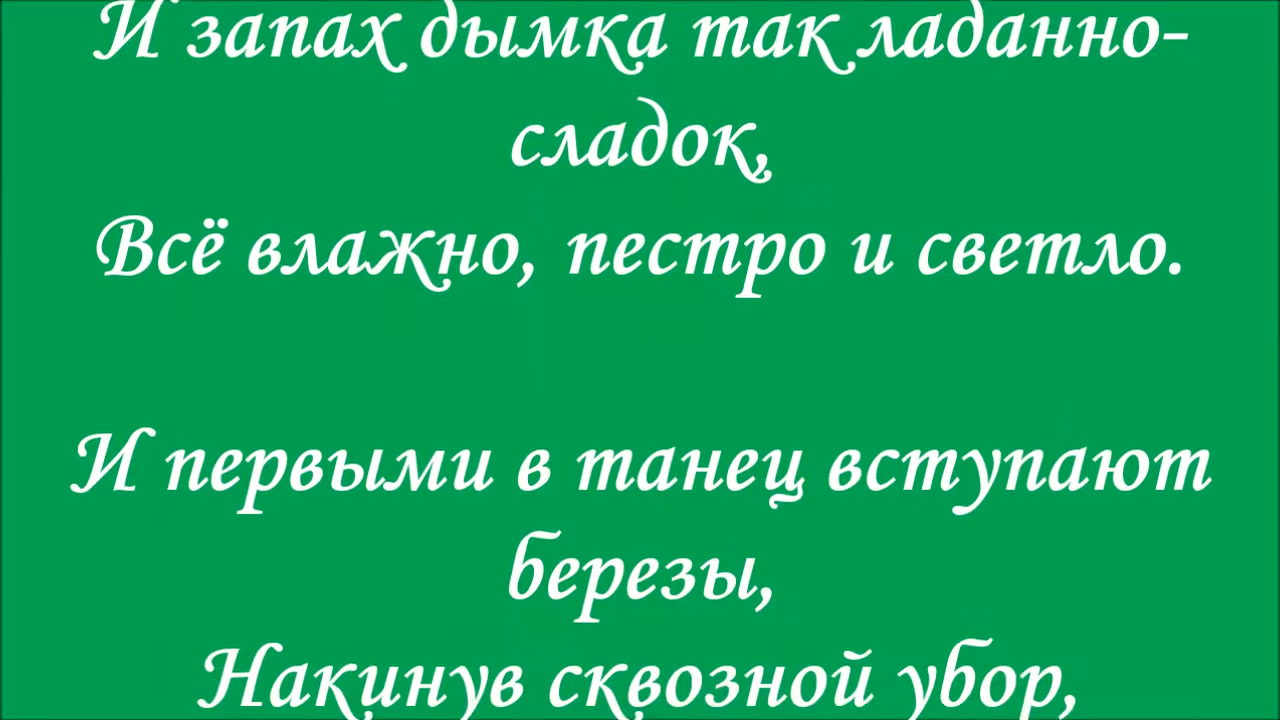 И запах дымка так ладанно-
сладок,
Всё влажно, пестро и светло.
И первыми в танец вступают
березы,
Накинув сквозной убор,